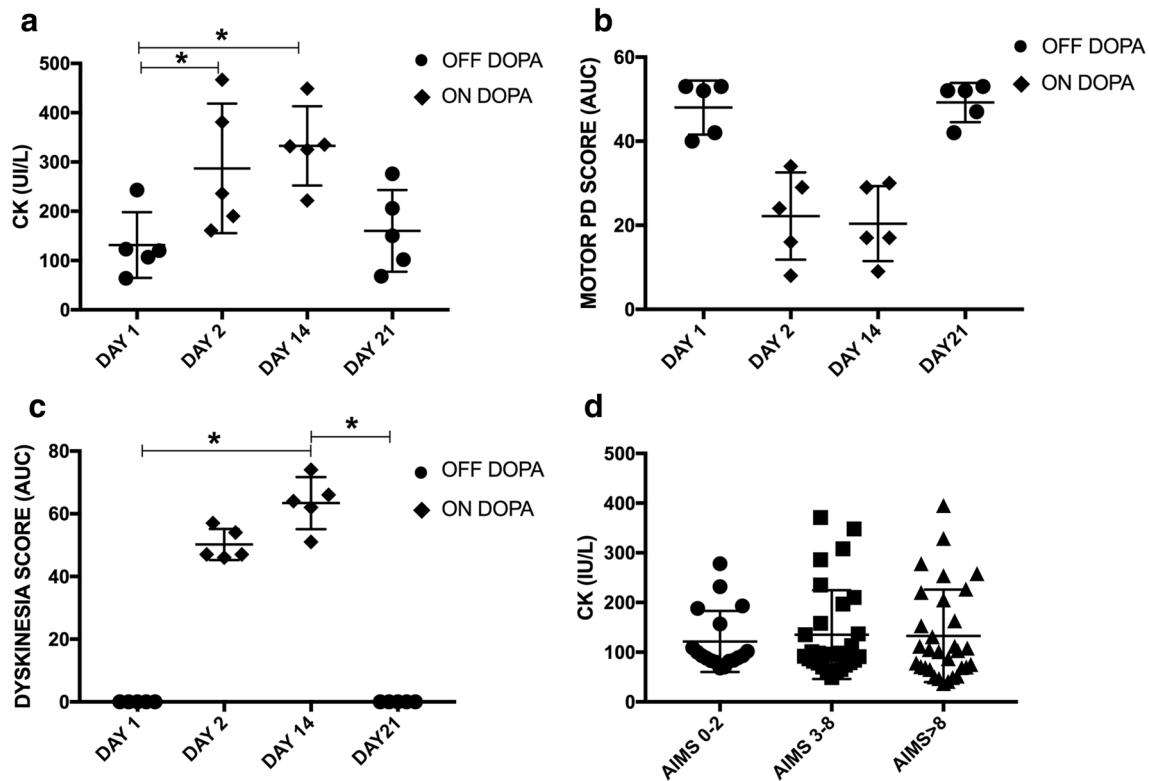 a
* 
*
500
400
300
200
100
0
CK (UI/L)
DAY 1
DAY 2
DAY 14
DAY 21
OFF DOPA
ON DOPA
b
60
40
20
0
MOTOR PD SCORE (AUC)
DAY 1
DAY 2
DAY 14
DAY21
OFF DOPA
ON DOPA
c
*
*
80
60
40
20
0
DYSKINESIA SCORE (AUC)
DAY 1
DAY 2
DAY 14
DAY21
OFF DOPA
ON DOPA
d
500
400
300
200
100
0
CK (IU/L)
AIMS 0-2
AIMS 3-8
AIMS>8